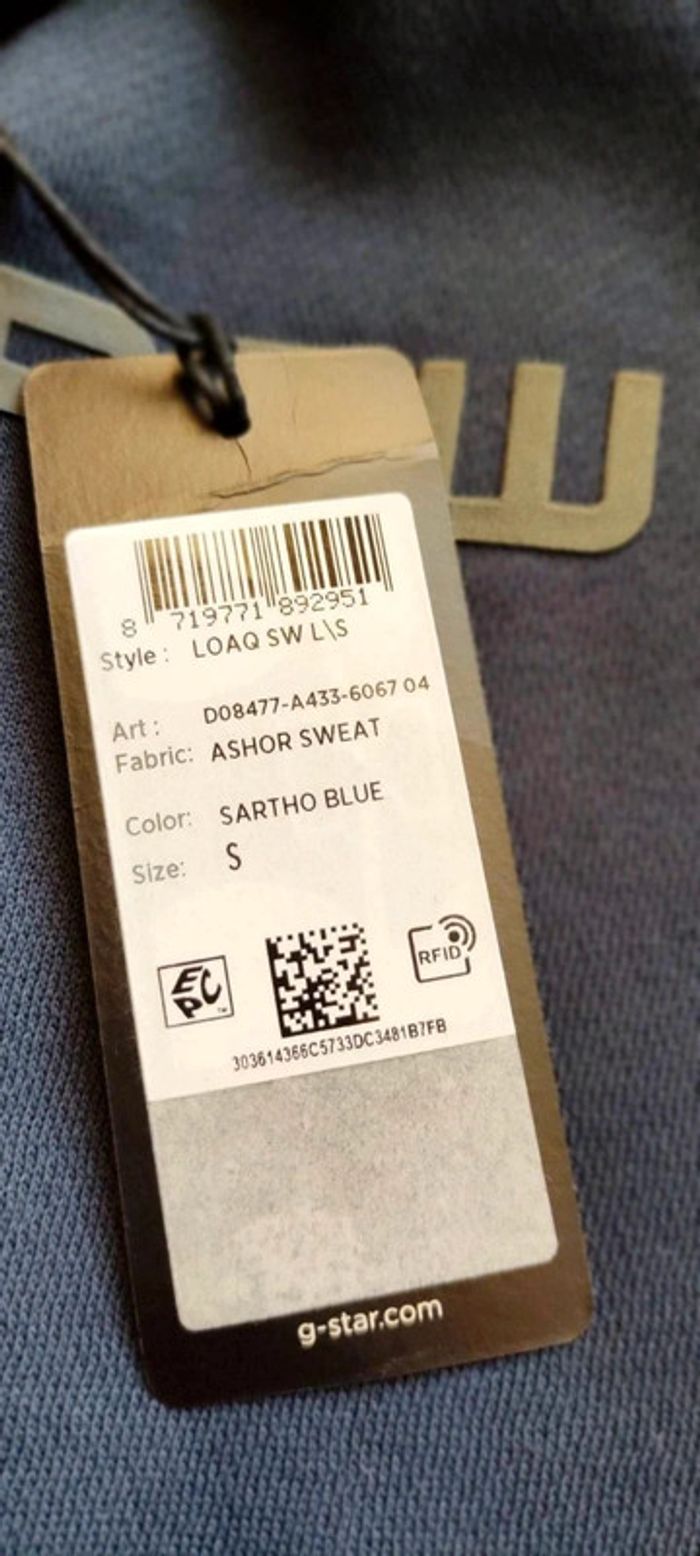 8 719771 892951
Style : LOAQ SW L\S
Art : D08477-A433-6067 04
Fabric: ASHOR SWEAT
Color: SARTHO BLUE
Size: S
EPC™
RFID
303614366C5733DC3481B7FB
g-star.com